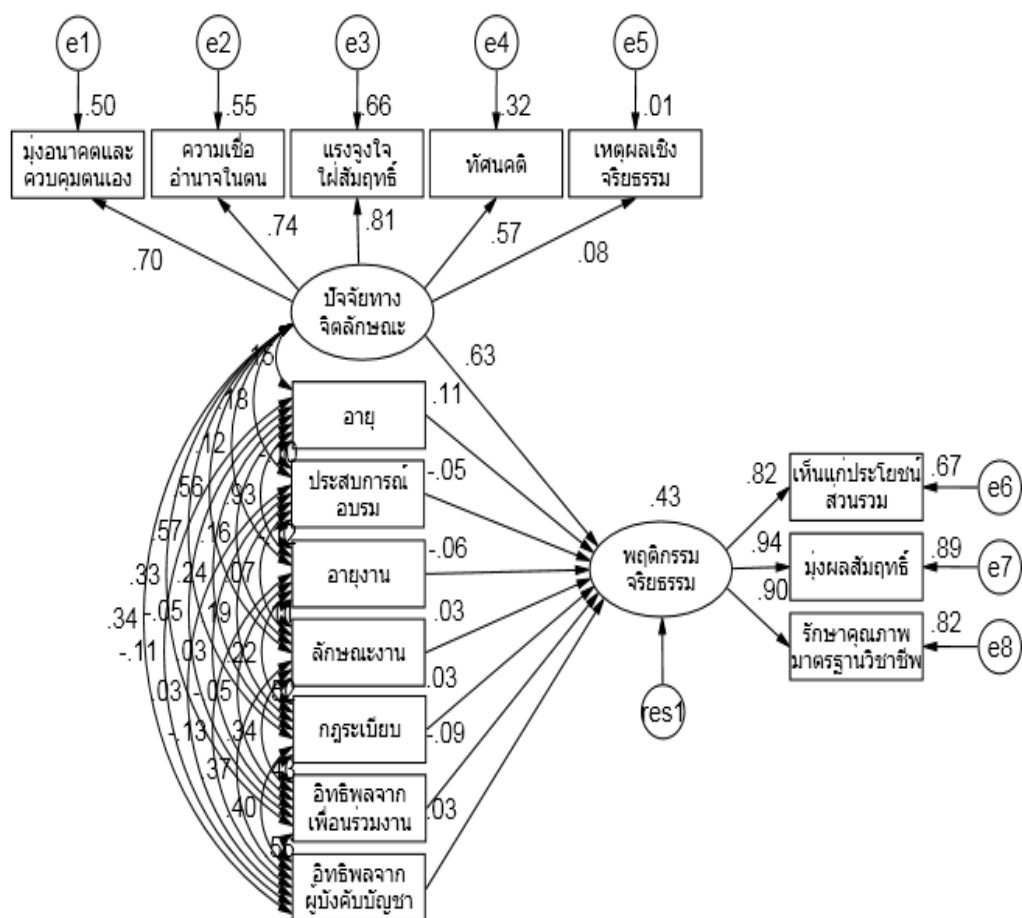 e1 e2 e3 e4 e5
.50 .55 .66 .32 .01
มุ่งอนาคตและ
ควบคุมตนเอง
ความเชื่อ
อำนาจในตน
แรงจูงใจ
ใฝ่สัมฤทธิ์
ทัศนคติ
เหตุผลเชิง
จริยธรรม
.70 .74 .81 .57 .08
ปัจจัยทาง
จิตลักษณะ
.63
อายุ
.11
ประสบการณ์
อบรม
-.05
อายุงาน
-.06
ลักษณะงาน
.03
กฎระเบียบ
.03
อิทธิพลจาก
เพื่อนร่วมงาน
-.09
อิทธิพลจาก
ผู้บังคับบัญชา
.03
.18
.12
.56
.57
.33
.34
-.11
.93
.16
.24
-.05
.07
.19
.03
.03
.22
-.05
-.13
.34
.37
.40
.43
พฤติกรรม
จริยธรรม
res1
.82
.94
.90
เห็นแก่ประโยชน์
ส่วนรวม
.67
e6
มุ่งผลสัมฤทธิ์
.89
e7
รักษาคุณภาพ
มาตรฐานวิชาชีพ
.82
e8